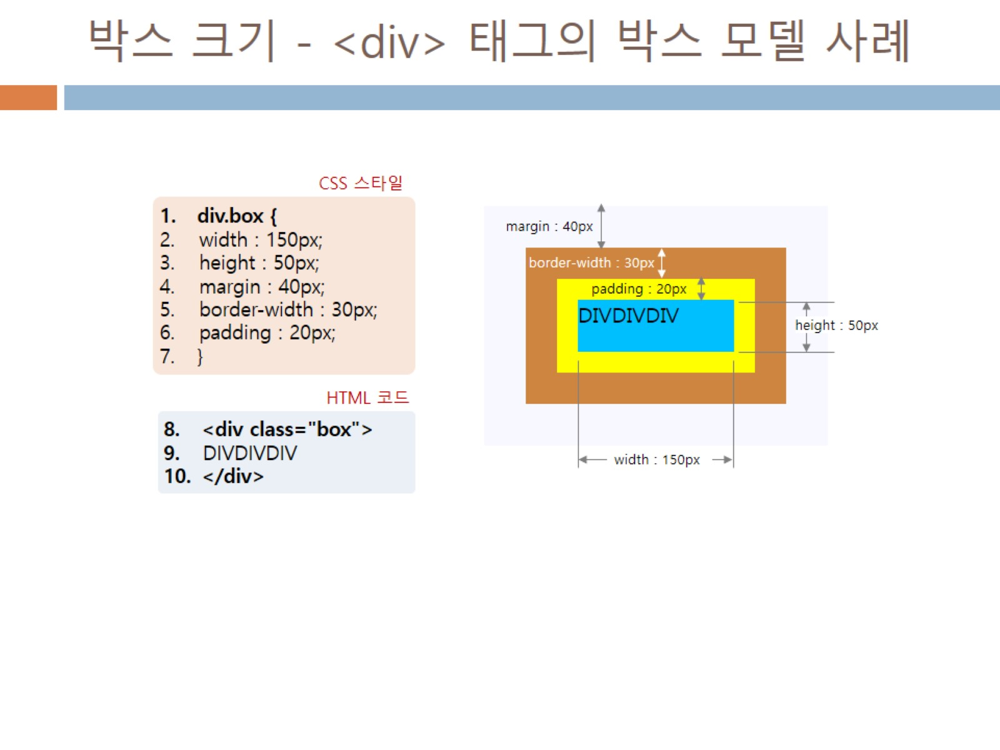 박스 크기 - <div> 태그의 박스 모델 사례
CSS 스타일
1. div.box {
2. width : 150px;
3. height : 50px;
4. margin : 40px;
5. border-width : 30px;
6. padding : 20px;
7. }
HTML 코드
8. <div class="box">
9. DIVDIVDIV
10. </div>
margin : 40px
border-width : 30px
padding : 20px
DIVDIVDIV
height : 50px
width : 150px